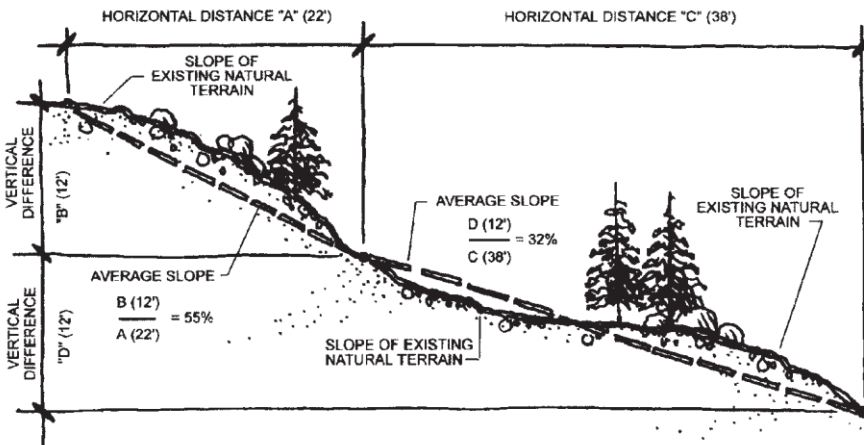 HORIZONTAL DISTANCE "A" (22')
HORIZONTAL DISTANCE "C" (38')
SLOPE OF
EXISTING NATURAL
TERRAIN
VERTICAL
DIFFERENCE
"B" (12')
AVERAGE SLOPE
D (12')
C (38')
= 32%
SLOPE OF
EXISTING NATURAL
TERRAIN
AVERAGE SLOPE
B (12')
A (22')
= 55%
VERTICAL
DIFFERENCE
"D" (12')
SLOPE OF EXISTING
NATURAL TERRAIN